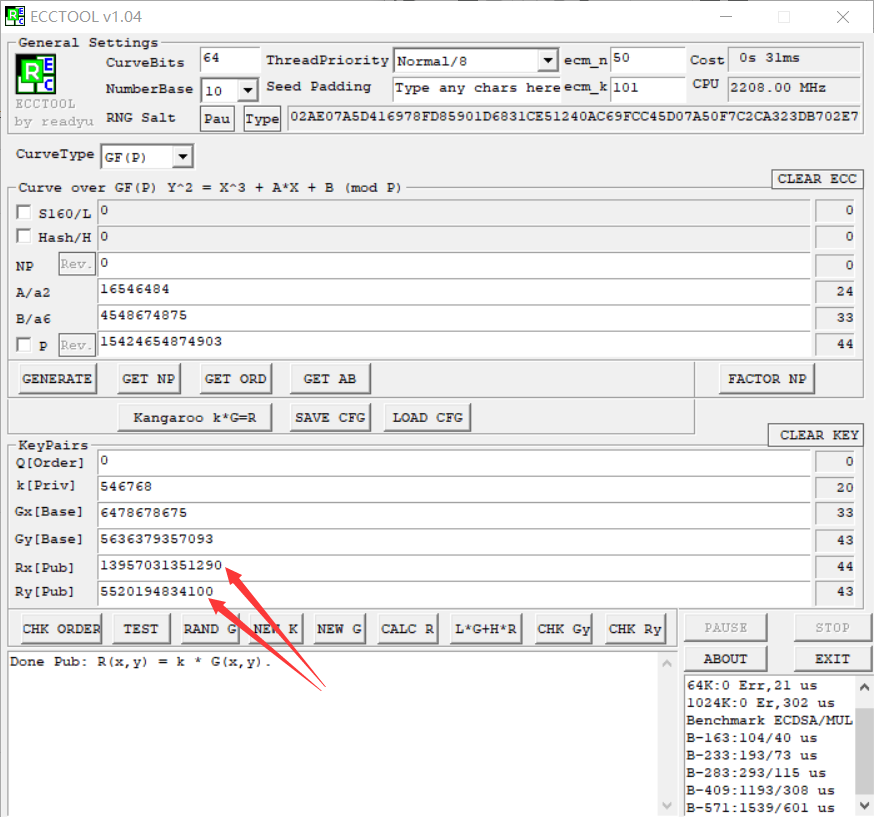 ECCTOOL v1.04
General Settings
REC
ECCTOOL
by readyu
CurveBits 64 ThreadPriority Normal/8 ecm_n 50 Cost 0s 31ms
NumberBase 10 Seed Padding Type any chars here ecm_k 101 CPU 2208.00 MHz
RNG Salt Pau Type 02AE07A5D416978FD85901D6831CE51240AC69FCC45D07A50F7C2CA323DB702E7
CurveType GF(P)
CLEAR ECC
Curve over GF(P) Y^2 = X^3 + A*X + B (mod P)
S160/L 0 0
Hash/H 0 0
NP Rev. 0 0
A/a2 16546484 24
B/a6 4548674875 33
P Rev. 15424654874903 44
GENERATE GET NP GET ORD GET AB FACTOR NP
Kangaroo k*G=R SAVE CFG LOAD CFG
CLEAR KEY
KeyPairs
Q[Order] 0 0
k[Priv] 546768 20
Gx[Base] 6478678675 33
Gy[Base] 5636379357093 43
Rx[Pub] 13957031351290 44
Ry[Pub] 5520194834100 43
CHK ORDER TEST RAND G NEW K NEW G CALC R L*G+H*R CHK Gy CHK Ry PAUSE STOP
ABOUT EXIT
Done Pub: R(x,y) = k * G(x,y).
64K:0 Err,21 us
1024K:0 Er,302 us
Benchmark ECDSA/MUL
B-163:104/40 us
B-233:193/73 us
B-283:293/115 us
B-409:1193/308 us
B-571:1539/601 us